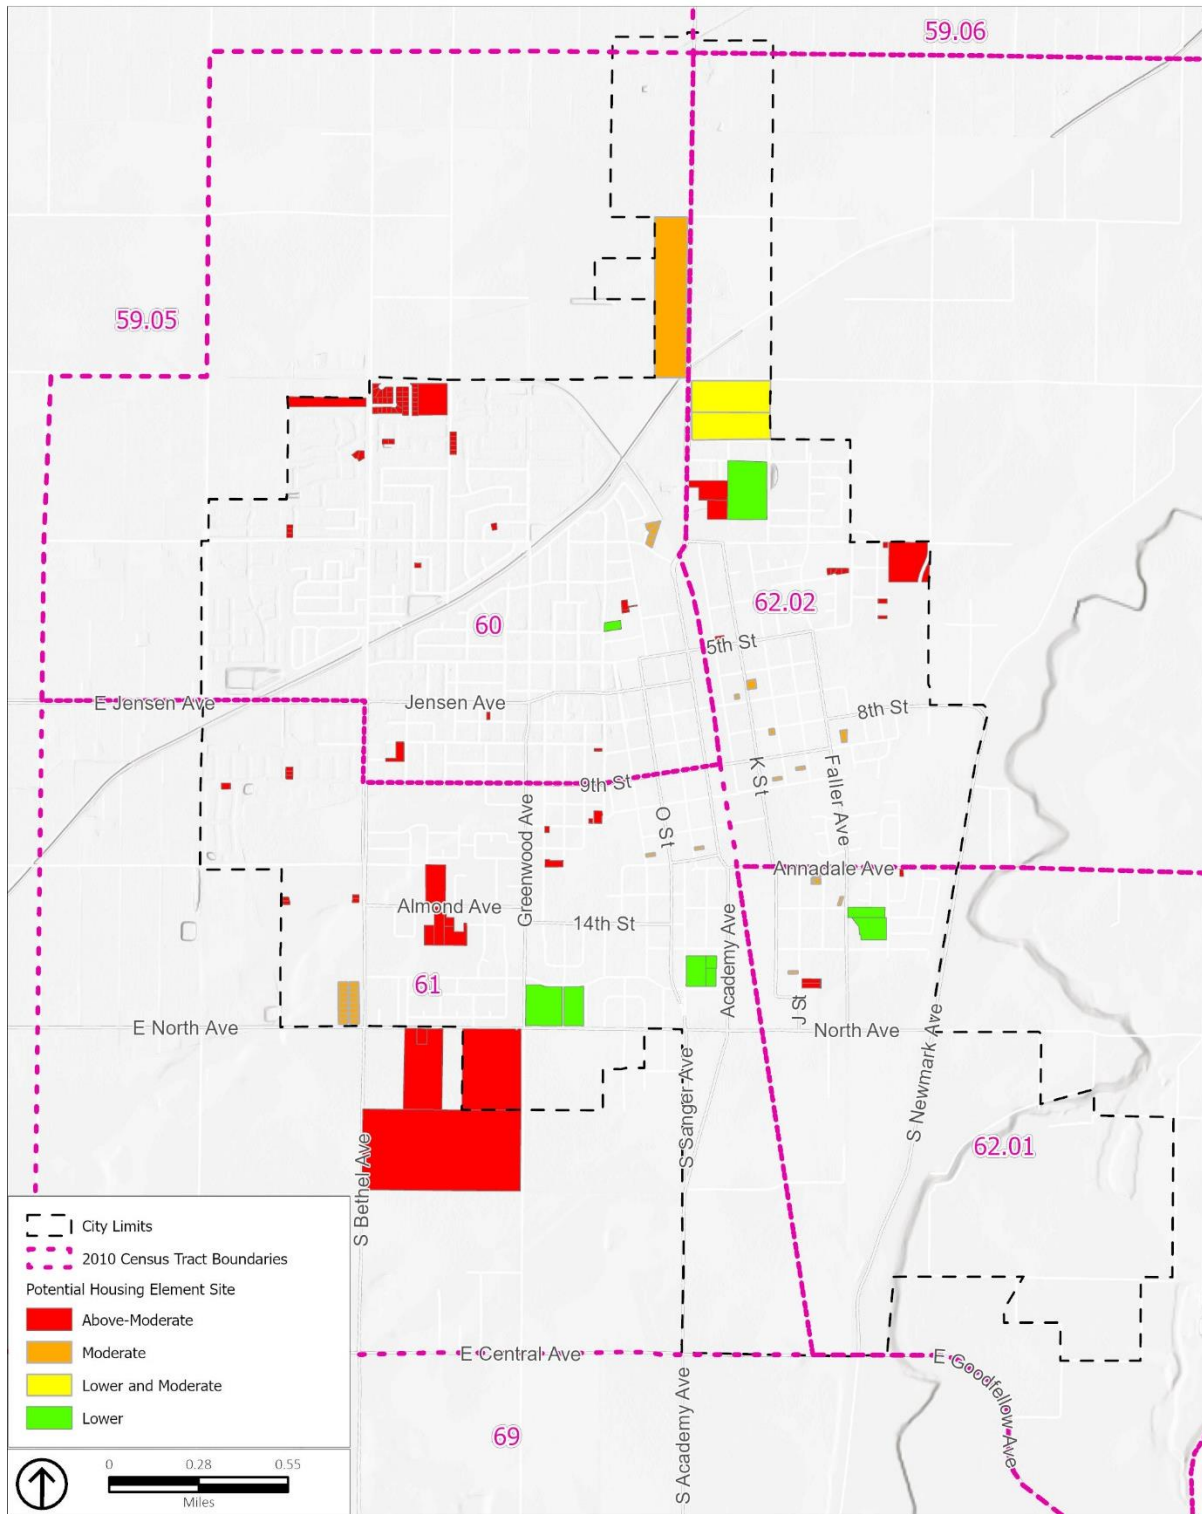 59.06
59.05
60
62.02
5th St
E Jensen Ave
Jensen Ave
8th St
K St
Faller Ave
9th St
O St
Greenwood Ave
Annadale Ave
Almond Ave
14th St
Academy Ave
61
J St
E North Ave
North Ave
S Newmark Ave
S Sanger Ave
62.01
S Bethel Ave
City Limits
2010 Census Tract Boundaries
Potential Housing Element Site
Above-Moderate
Moderate
Lower and Moderate
Lower
E Central Ave
E Goodfellow Ave
S Academy Ave
69
0 0.28 0.55
Miles